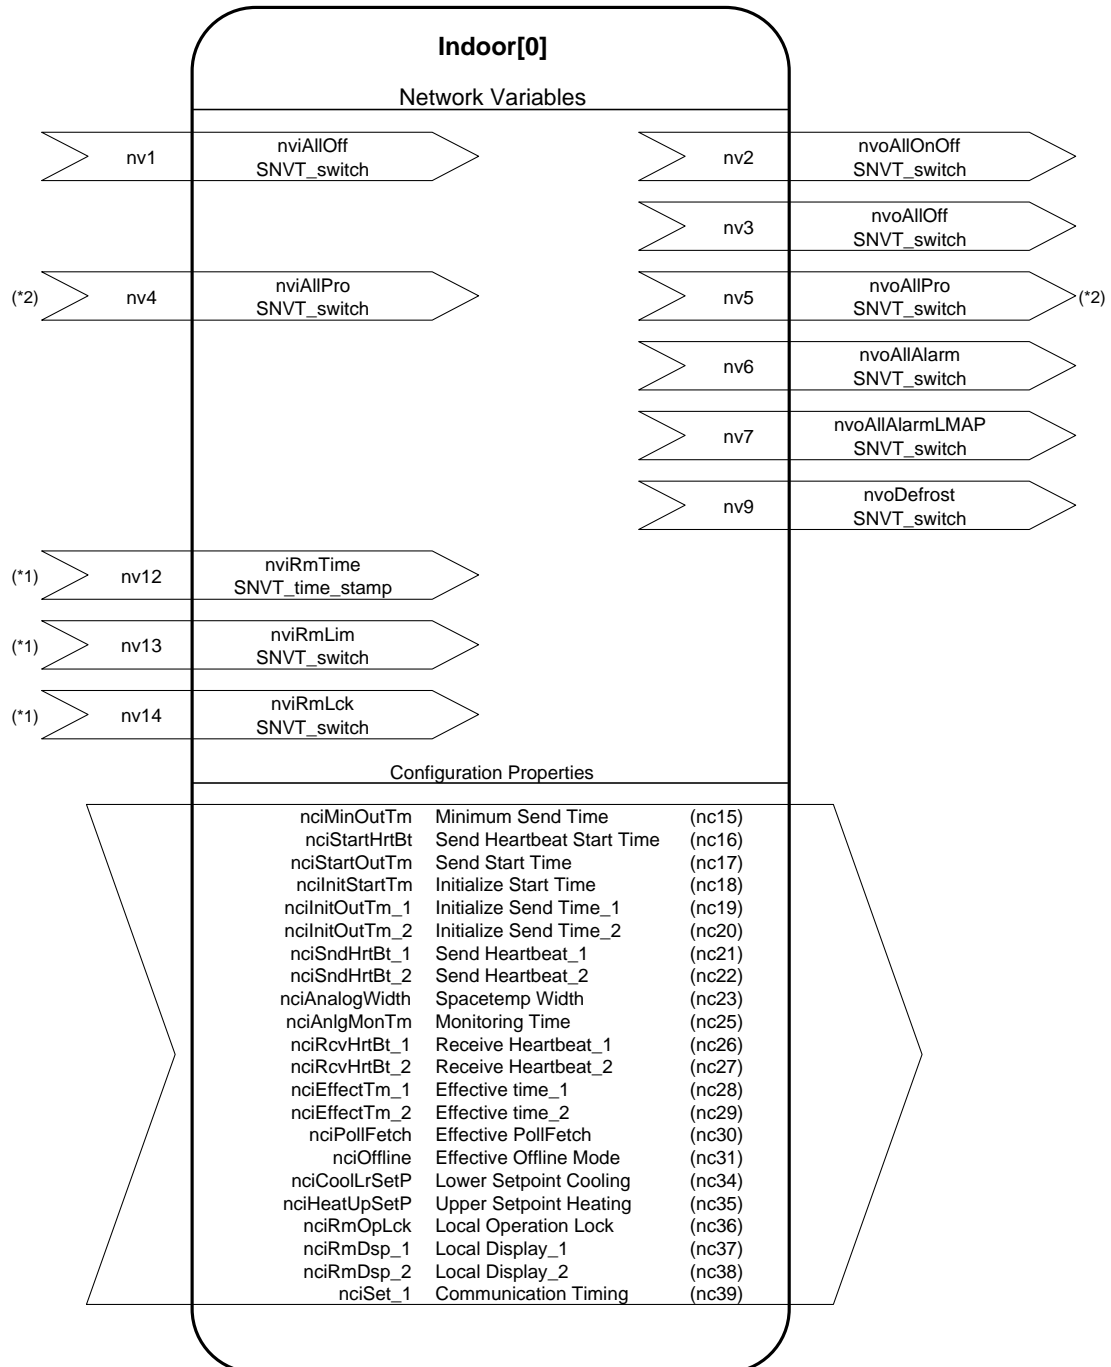 Indoor[0]
Network Variables
nv1 nviAllOff SNVT_switch
nv2 nvoAllOnOff SNVT_switch
nv3 nvoAllOff SNVT_switch
(*2) nv4 nviAllPro SNVT_switch
nv5 nvoAllPro SNVT_switch (*2)
nv6 nvoAllAlarm SNVT_switch
nv7 nvoAllAlarmLMAP SNVT_switch
nv9 nvoDefrost SNVT_switch
(*1) nv12 nviRmTime SNVT_time_stamp
(*1) nv13 nviRmLim SNVT_switch
(*1) nv14 nviRmLck SNVT_switch
Configuration Properties
nciMinOutTm Minimum Send Time (nc15)
nciStartHrtBt Send Heartbeat Start Time (nc16)
nciStartOutTm Send Start Time (nc17)
nciInitStartTm Initialize Start Time (nc18)
nciInitOutTm_1 Initialize Send Time_1 (nc19)
nciInitOutTm_2 Initialize Send Time_2 (nc20)
nciSndHrtBt_1 Send Heartbeat_1 (nc21)
nciSndHrtBt_2 Send Heartbeat_2 (nc22)
nciAnalogWidth Spacetemp Width (nc23)
nciAnlgMonTm Monitoring Time (nc25)
nciRcvHrtBt_1 Receive Heartbeat_1 (nc26)
nciRcvHrtBt_2 Receive Heartbeat_2 (nc27)
nciEffectTm_1 Effective time_1 (nc28)
nciEffectTm_2 Effective time_2 (nc29)
nciPollFetch Effective PollFetch (nc30)
nciOffline Effective Offline Mode (nc31)
nciCoolLrSetP Lower Setpoint Cooling (nc34)
nciHeatUpSetP Upper Setpoint Heating (nc35)
nciRmOpLck Local Operation Lock (nc36)
nciRmDsp_1 Local Display_1 (nc37)
nciRmDsp_2 Local Display_2 (nc38)
nciSet_1 Communication Timing (nc39)